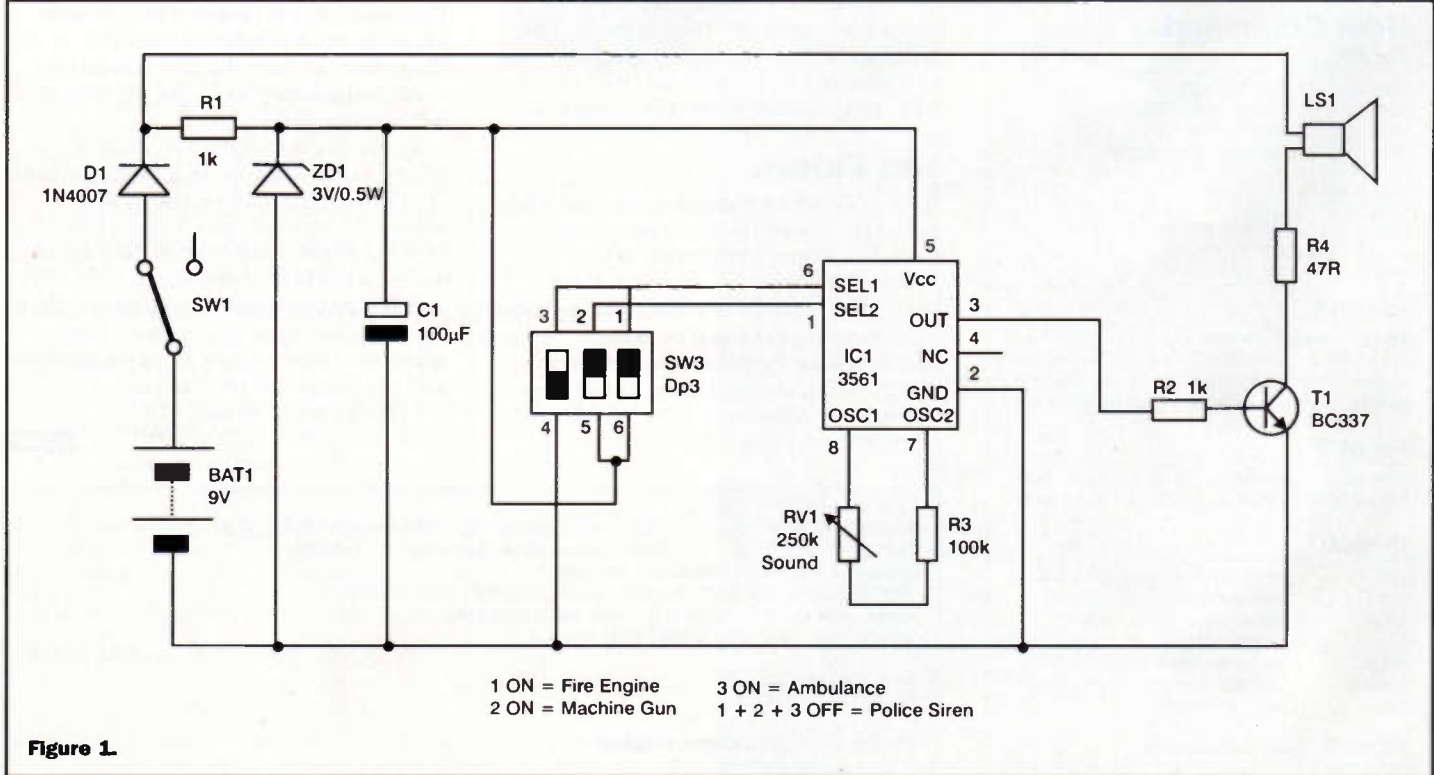 R1
1k
D1
1N4007
ZD1
3V/0.5W
SW1
C1
100µF
BAT1
9V
3 2 1
SW3
Dp3
4 5 6
6
1
SEL1
SEL2
Vcc
5
OUT
3
NC
4
GND
2
IC1
3561
OSC1 OSC2
8 7
RV1
250k
Sound
R3
100k
R2 1k
T1
BC337
R4
47R
LS1
1 ON = Fire Engine
2 ON = Machine Gun
3 ON = Ambulance
1 + 2 + 3 OFF = Police Siren
Figure 1.